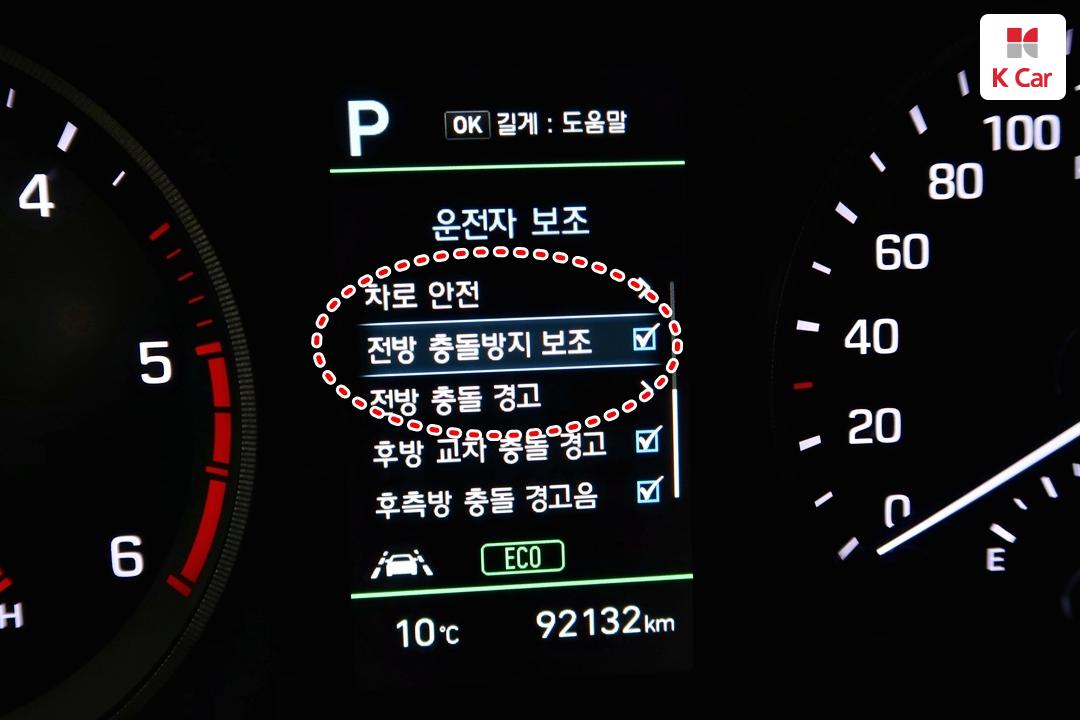 K Car
P
OK 길게 : 도움말
운전자 보조
차로 안전
전방 충돌방지 보조
전방 충돌 경고
후방 교차 충돌 경고
후측방 충돌 경고음
ECO
10°C
92132km
4
5
6
H
100
80
60
40
20
0
E